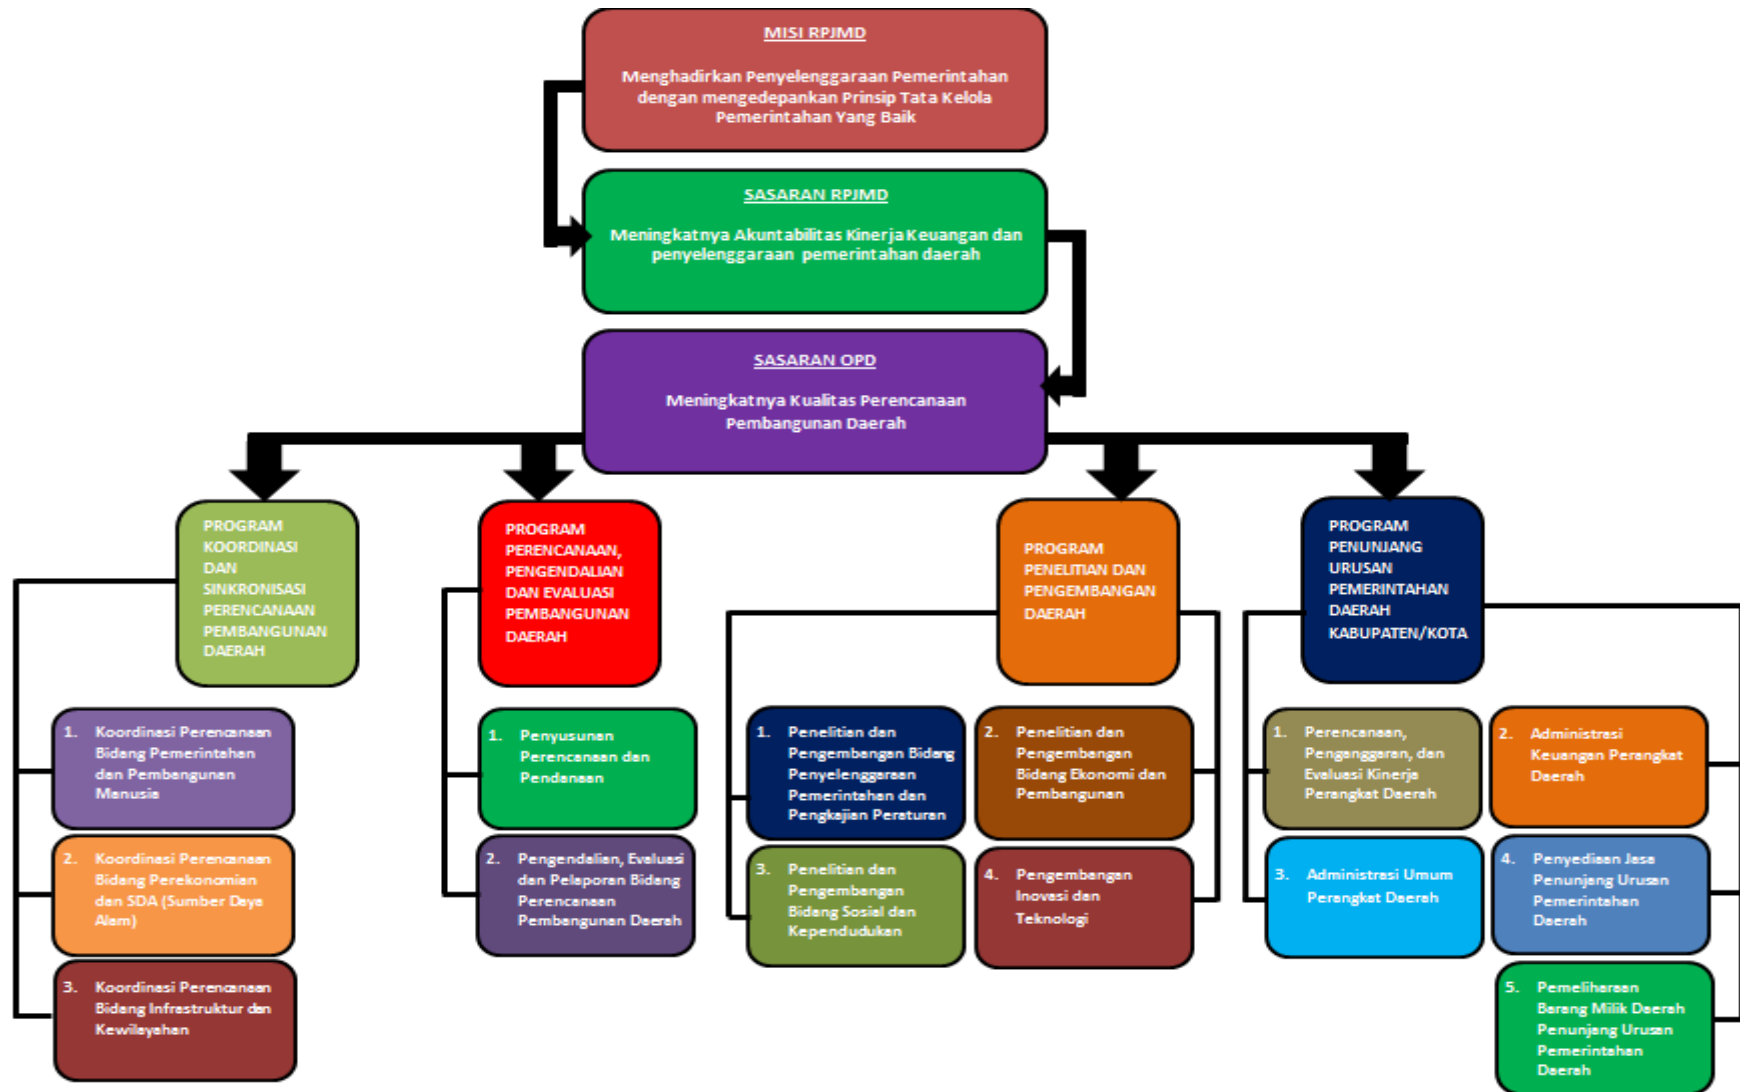 MISI RPJMD
Menghadirkan Penyelenggaraan Pemerintahan
dengan mengedepankan Prinsip Tata Kelola
Pemerintahan Yang Baik
SASARAN RPJMD
Meningkatnya Akuntabilitas Kinerja Keuangan dan
penyelenggaraan pemerintahan daerah
SASARAN OPD
Meningkatnya Kualitas Perencanaan
Pembangunan Daerah
PROGRAM
KOORDINASI
DAN
SINKRONISASI
PERENCANAAN
PEMBANGUNAN
DAERAH
PROGRAM
PERENCANAAN,
PENGENDALIAN
DAN EVALUASI
PEMBANGUNAN
DAERAH
PROGRAM
PENELITIAN DAN
PENGEMBANGAN
DAERAH
PROGRAM
PENUNJANG
URUSAN
PEMERINTAHAN
DAERAH
KABUPATEN/KOTA
1. Koordinasi Perencanaan
Bidang Pemerintahan
dan Pembangunan
Manusia
2. Koordinasi Perencanaan
Bidang Perekonomian
dan SDA (Sumber Daya
Alam)
3. Koordinasi Perencanaan
Bidang Infrastruktur dan
Kewilayahan
1. Penyusunan
Perencanaan dan
Pendanaan
2. Pengendalian, Evaluasi
dan Pelaporan Bidang
Perencanaan
Pembangunan Daerah
1. Penelitian dan
Pengembangan Bidang
Penyelenggaraan
Pemerintahan dan
Pengkajian Peraturan
2. Penelitian dan
Pengembangan
Bidang Ekonomi dan
Pembangunan
3. Penelitian dan
Pengembangan
Bidang Sosial dan
Kependudukan
4. Pengembangan
Inovasi dan
Teknologi
1. Perencanaan,
Penganggaran, dan
Evaluasi Kinerja
Perangkat Daerah
2. Administrasi
Keuangan Perangkat
Daerah
3. Administrasi Umum
Perangkat Daerah
4. Penyediaan Jasa
Penunjang Urusan
Pemerintahan
Daerah
5. Pemeliharaan
Barang Milik Daerah
Penunjang Urusan
Pemerintahan
Daerah